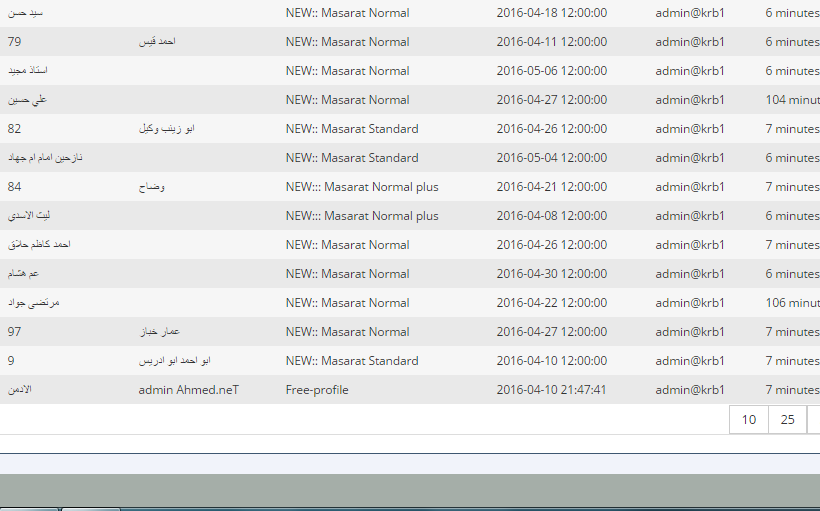 سيد حسن NEW:: Masarat Normal 2016-04-18 12:00:00 admin@krb1 6 minutes
79 احمد قيس NEW:: Masarat Normal 2016-04-11 12:00:00 admin@krb1 6 minutes
استاذ مجيد NEW:: Masarat Normal 2016-05-06 12:00:00 admin@krb1 6 minutes
علي حسين NEW:: Masarat Normal 2016-04-27 12:00:00 admin@krb1 104 minut
82 ابو زينب وكيل NEW:: Masarat Standard 2016-04-26 12:00:00 admin@krb1 7 minutes
نازحين امام ام جهاد NEW:: Masarat Standard 2016-05-04 12:00:00 admin@krb1 6 minutes
84 وضاح NEW::: Masarat Normal plus 2016-04-21 12:00:00 admin@krb1 7 minutes
ليث الاسدي NEW::: Masarat Normal plus 2016-04-08 12:00:00 admin@krb1 6 minutes
احمد كاظم حلاق NEW:: Masarat Normal 2016-04-26 12:00:00 admin@krb1 7 minutes
عم هشام NEW:: Masarat Normal 2016-04-30 12:00:00 admin@krb1 6 minutes
مرتضى جواد NEW:: Masarat Normal 2016-04-22 12:00:00 admin@krb1 106 minut
97 عمار خباز NEW:: Masarat Normal 2016-04-27 12:00:00 admin@krb1 7 minutes
9 ابو احمد ابو ادريس NEW:: Masarat Standard 2016-04-10 12:00:00 admin@krb1 7 minutes
الادمن admin Ahmed.neT Free-profile 2016-04-10 21:47:41 admin@krb1 7 minutes
10 25